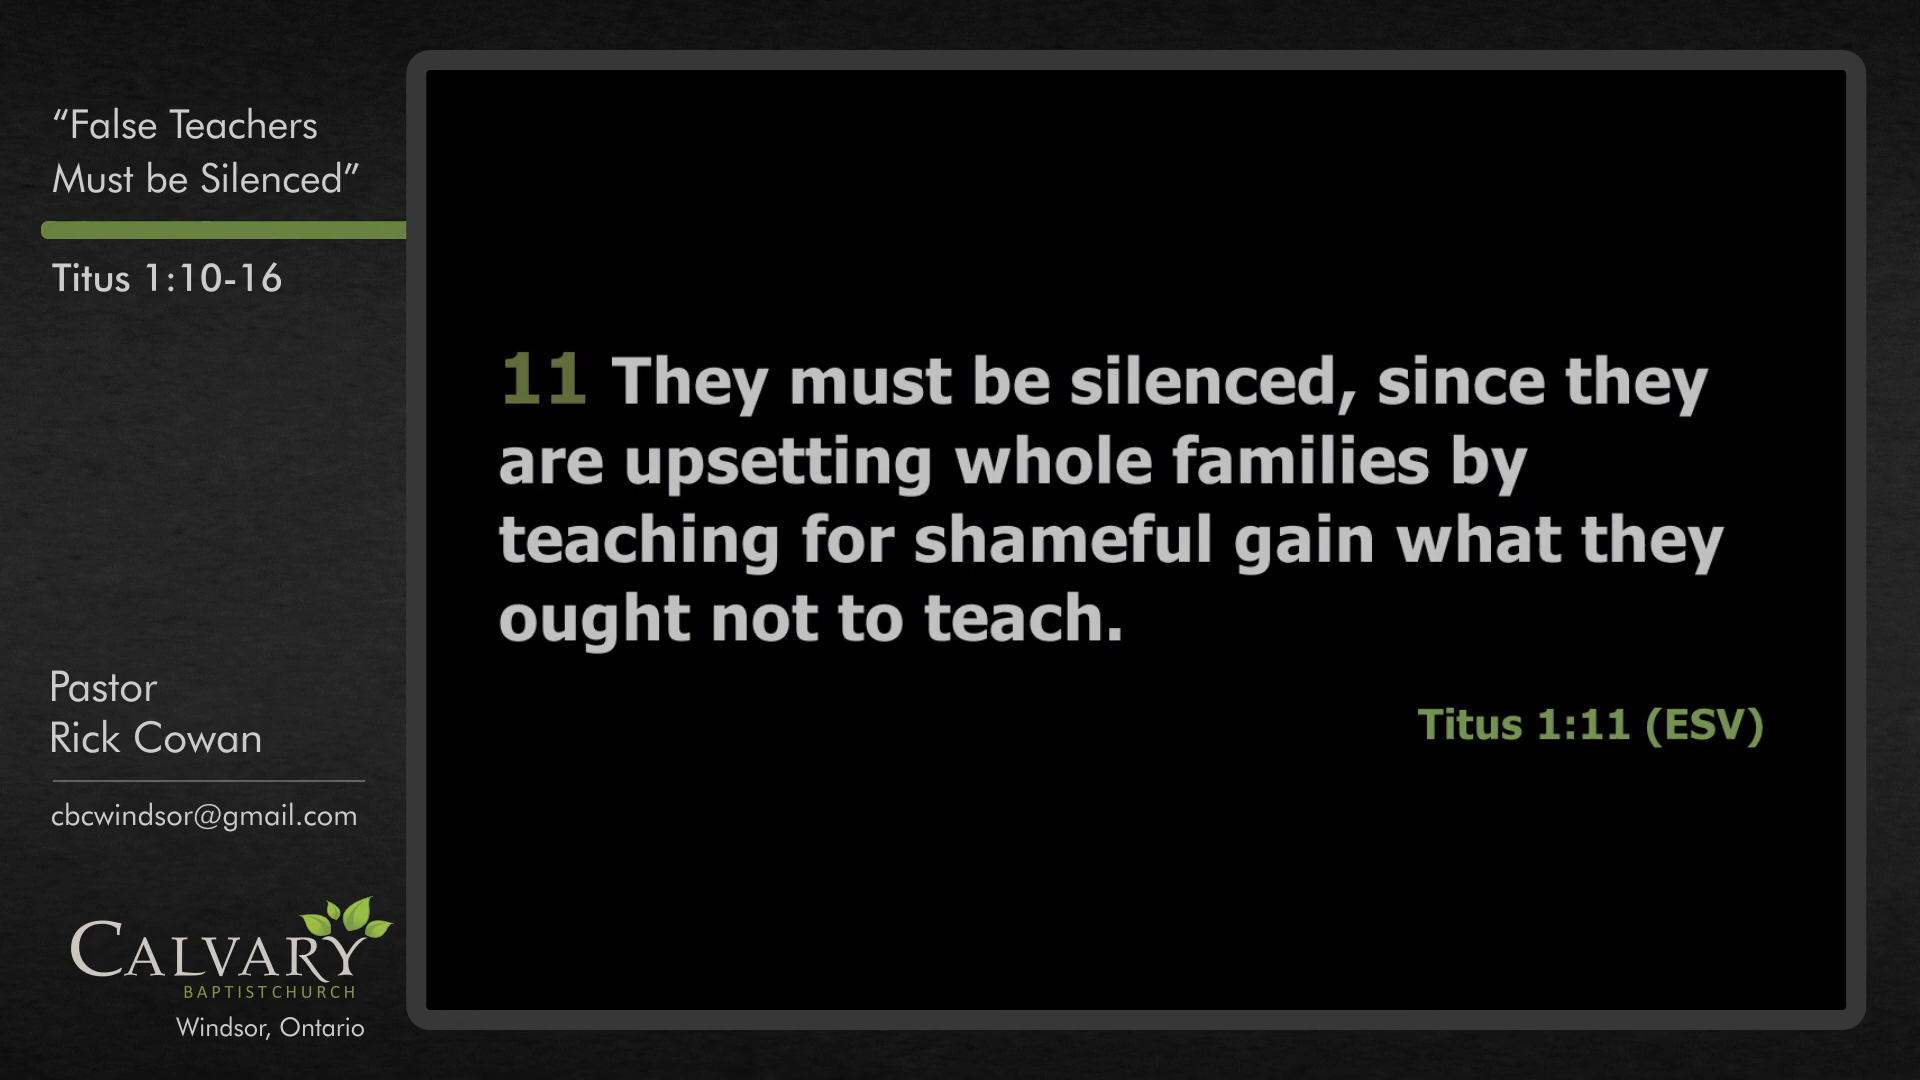 “False Teachers
Must be Silenced”
Titus 1:10-16
11 They must be silenced, since they
are upsetting whole families by
teaching for shameful gain what they
ought not to teach.
Titus 1:11 (ESV)
Pastor
Rick Cowan
cbcwindsor@gmail.com
CALVARY
BAPTISTCHURCH
Windsor, Ontario